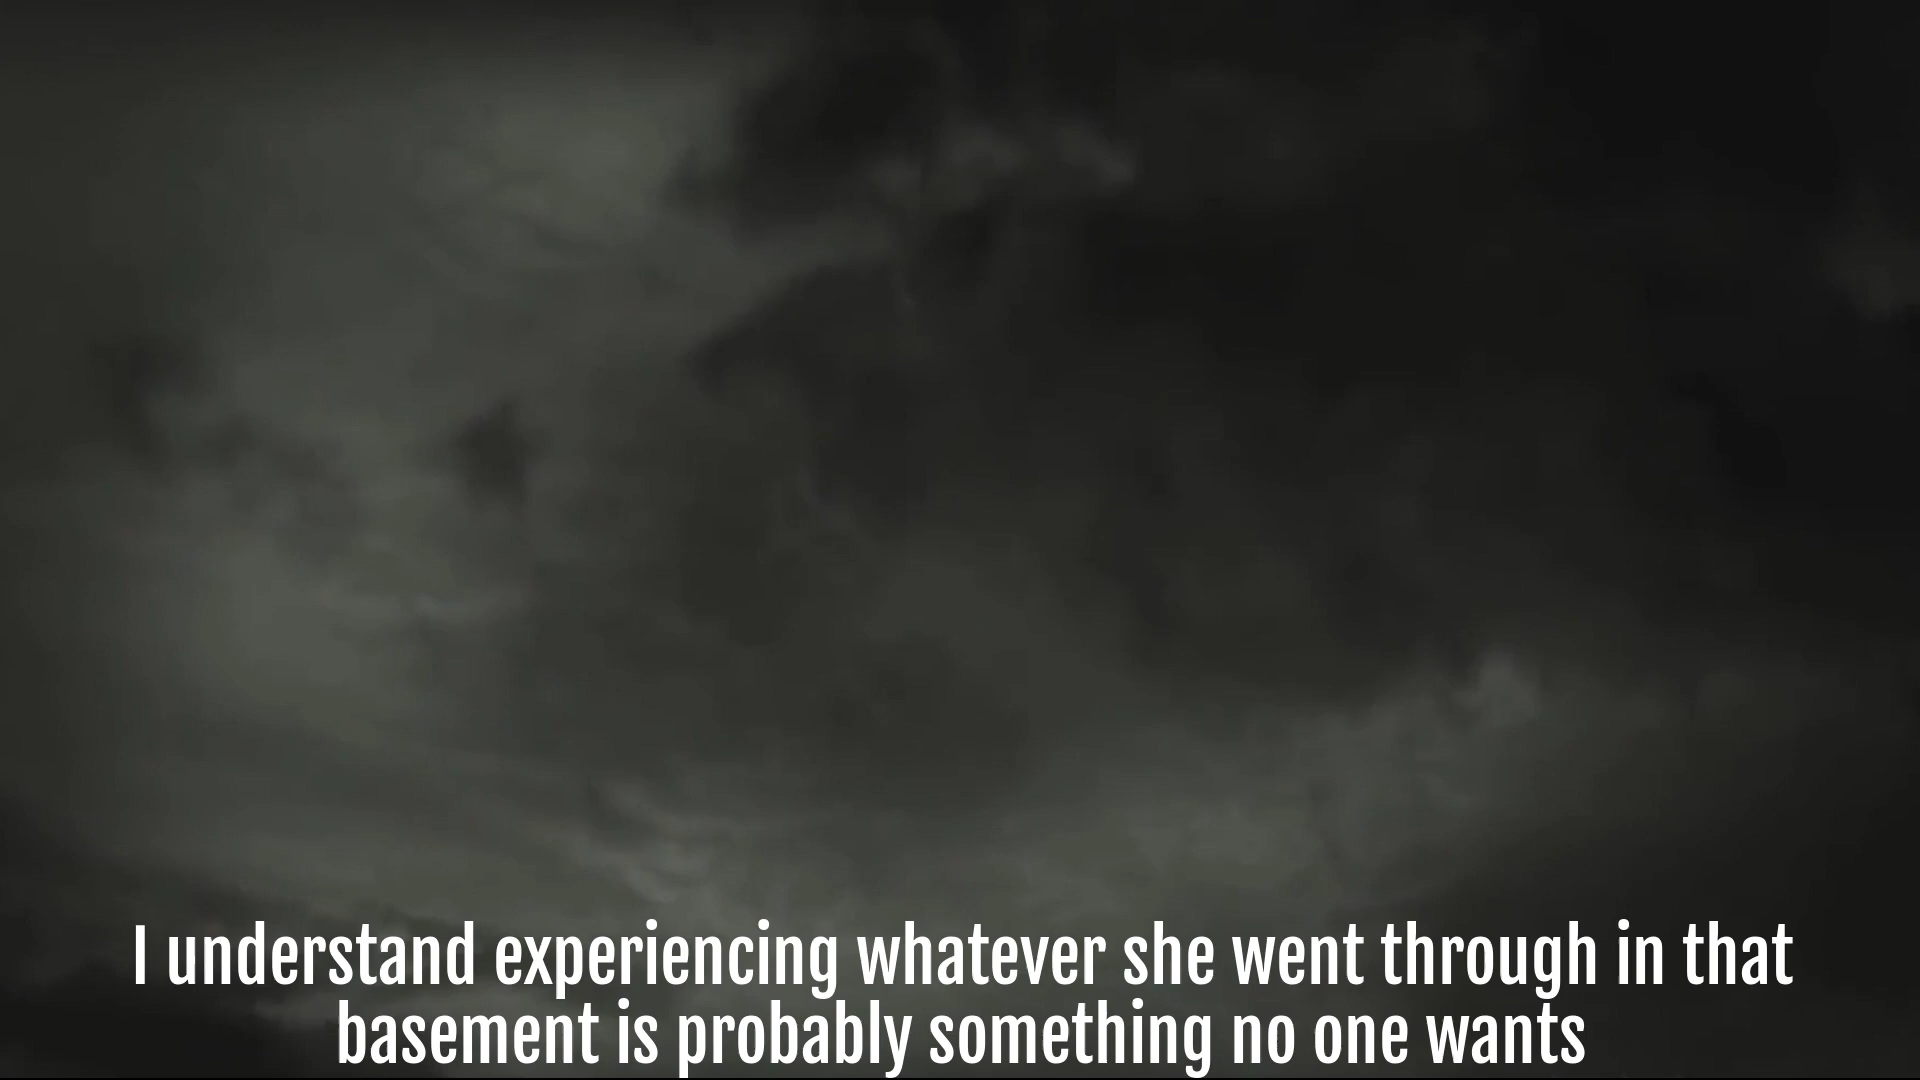 I understand experiencing whatever she went through in that
basement is probably something no one wants